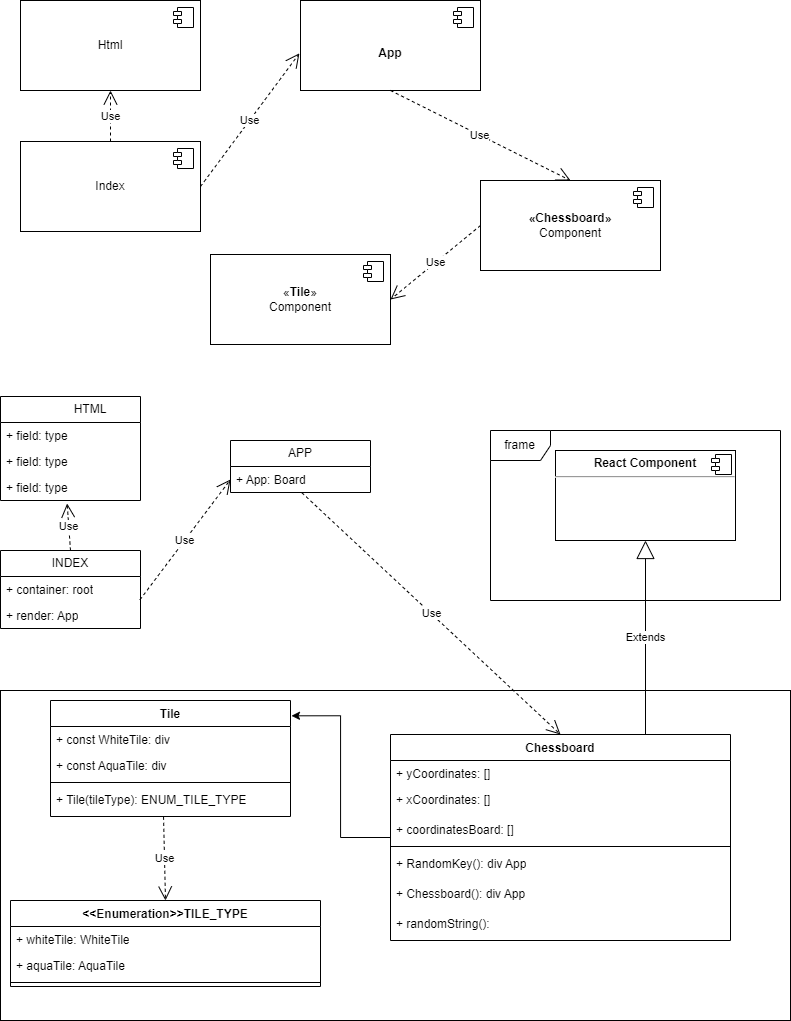 Html
App
Use
Use
Use
Index
«Chessboard»
Component
Use
«Tile»
Component
HTML
+ field: type
+ field: type
+ field: type
Use
INDEX
+ container: root
+ render: App
Use
APP
+ App: Board
Use
frame
React Component
Extends
Tile
+ const WhiteTile: div
+ const AquaTile: div
+ Tile(tileType): ENUM_TILE_TYPE
Use
<<Enumeration>>TILE_TYPE
+ whiteTile: WhiteTile
+ aquaTile: AquaTile
Chessboard
+ yCoordinates: []
+ xCoordinates: []
+ coordinatesBoard: []
+ RandomKey(): div App
+ Chessboard(): div App
+ randomString():